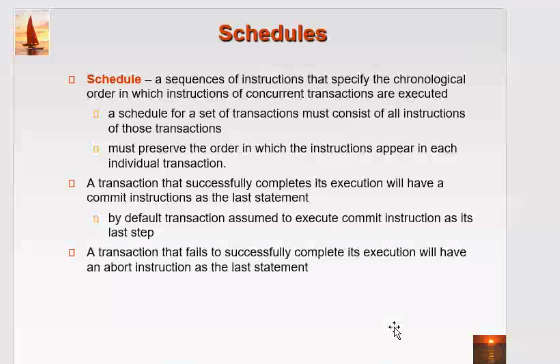 Schedules
Schedule – a sequences of instructions that specify the chronological
order in which instructions of concurrent transactions are executed
a schedule for a set of transactions must consist of all instructions
of those transactions
must preserve the order in which the instructions appear in each
individual transaction.
A transaction that successfully completes its execution will have a
commit instructions as the last statement
by default transaction assumed to execute commit instruction as its
last step
A transaction that fails to successfully complete its execution will have
an abort instruction as the last statement